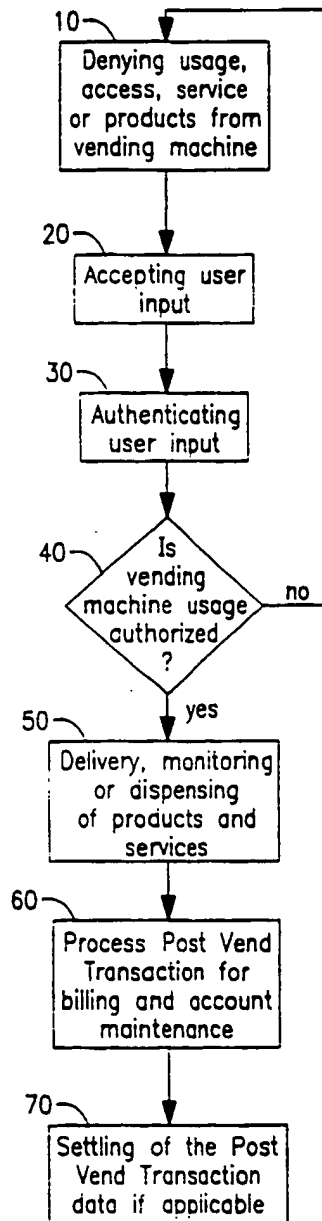 10
Denying usage,
access, service
or products from
vending machine
20
Accepting user
input
30
Authenticating
user input
40
Is
vending
machine usage
authorized
?
no
yes
50
Delivery, monitoring
or dispensing
of products and
services
60
Process Post Vend
Transaction for
billing and account
maintenance
70
Settling of the Post
Vend Transaction
data if applicable